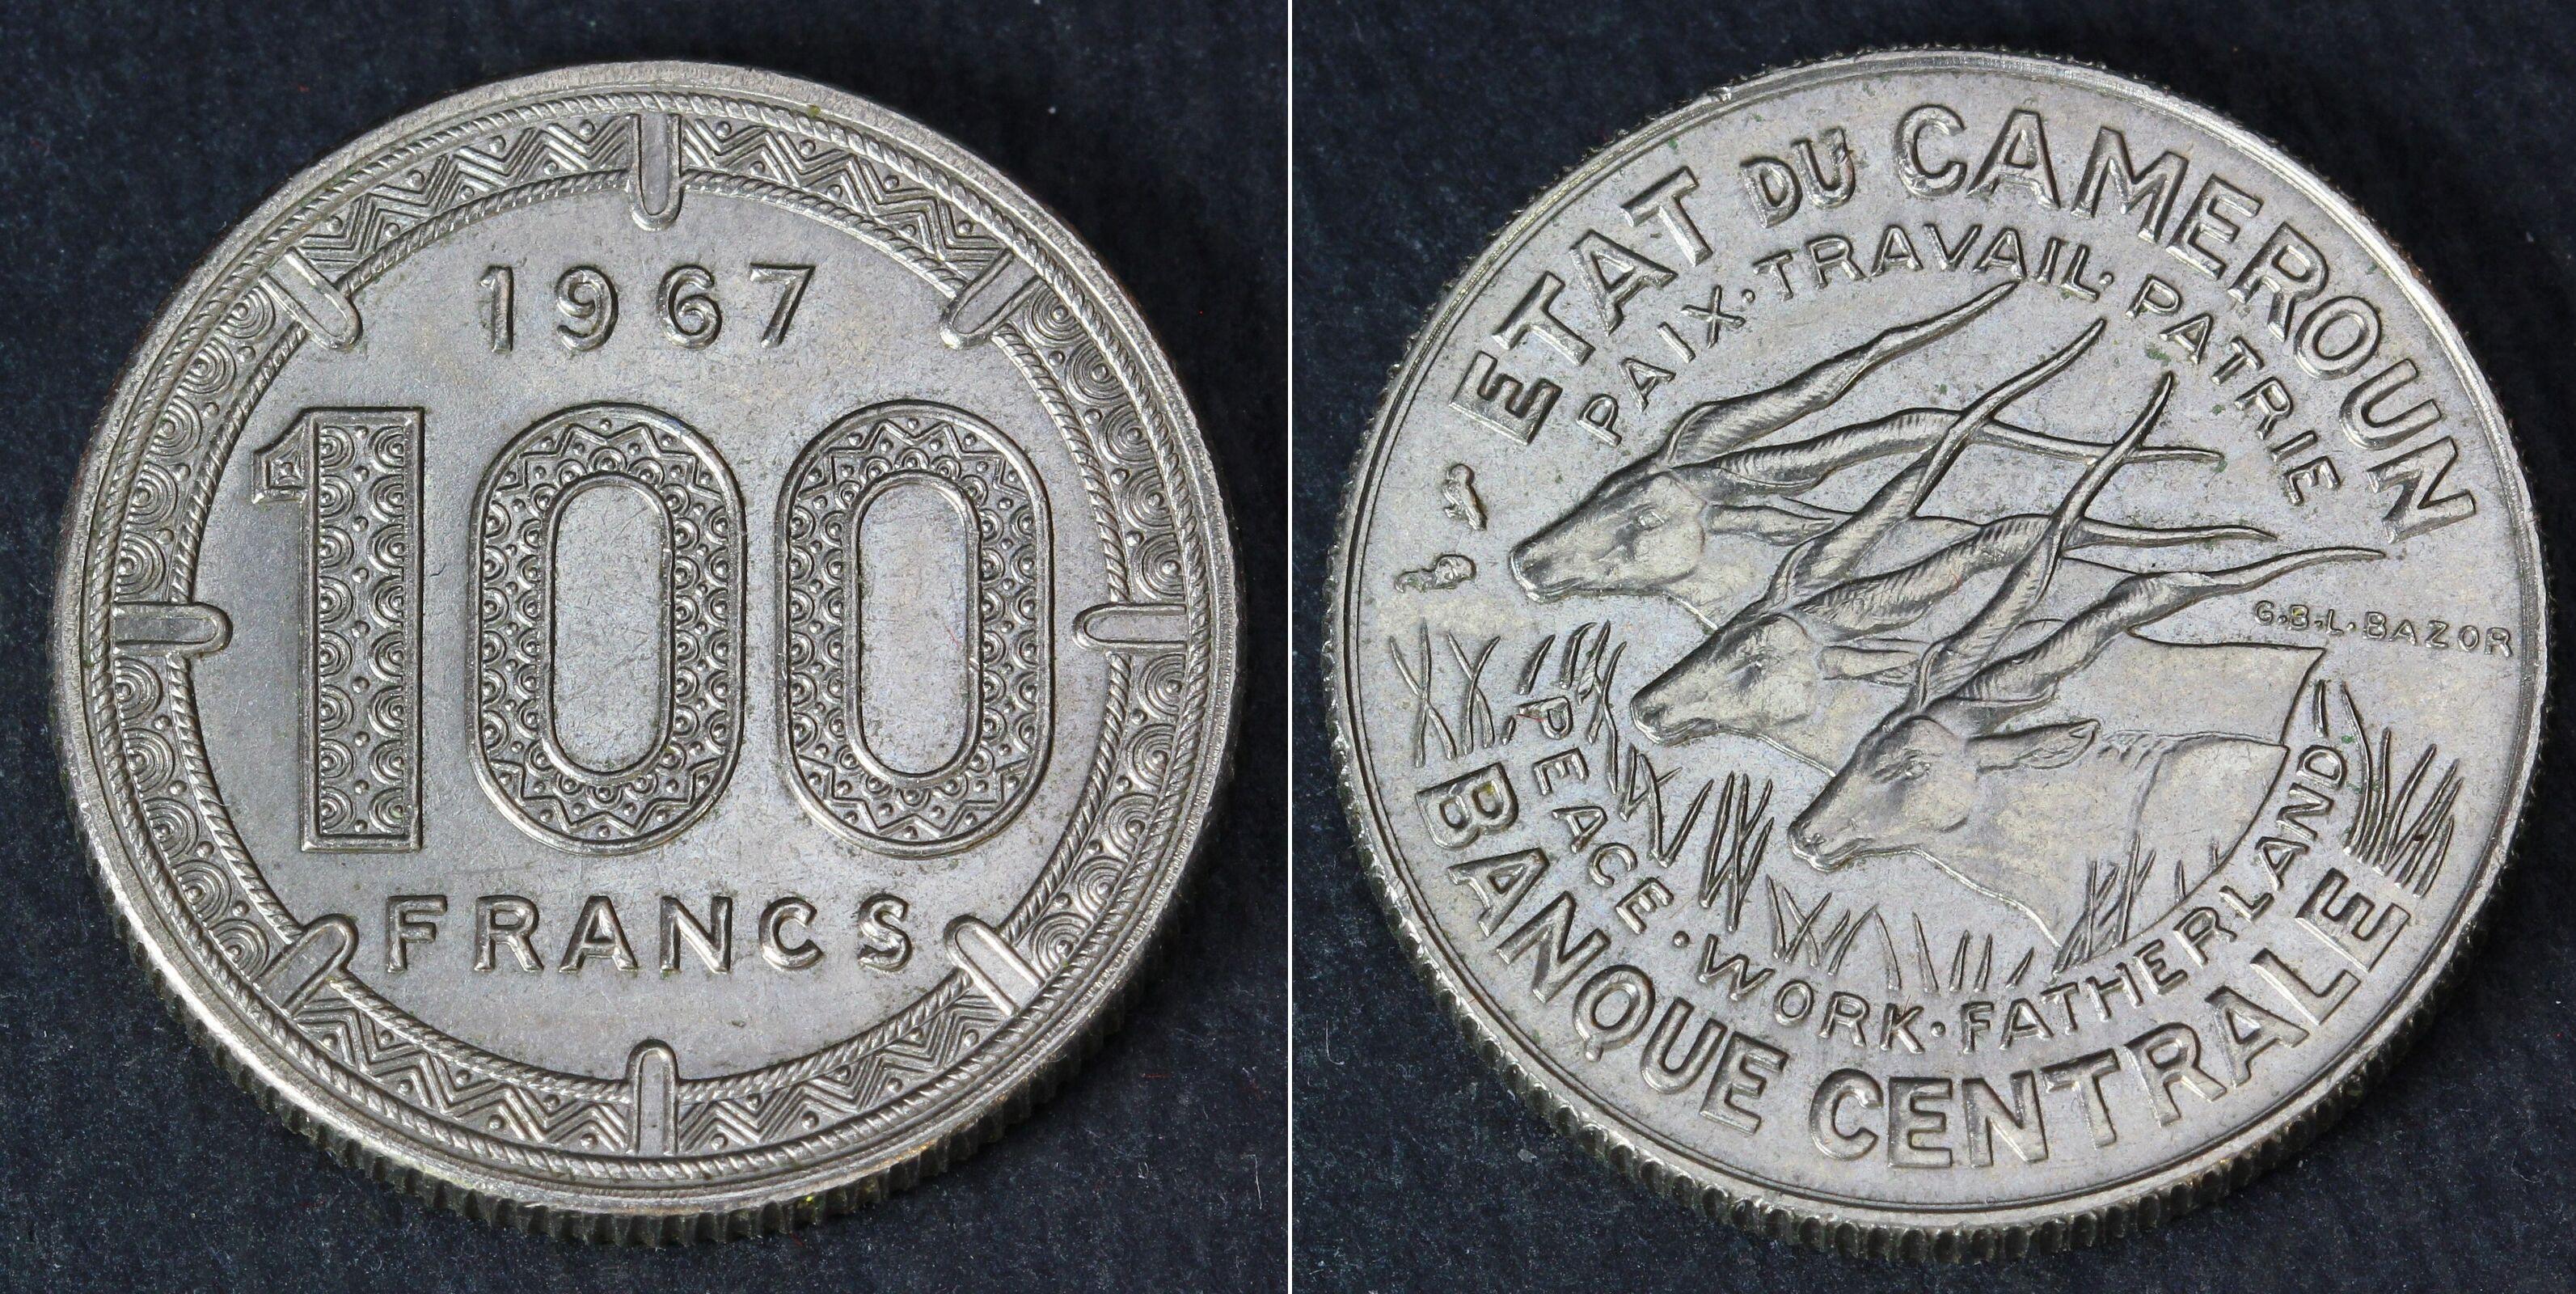 1967
100
FRANCS
ETAT DU CAMEROUN
PAIX·TRAVAIL·PATRIE
G.B.L.BAZOR
PEACE·WORK·FATHERLAND
BANQUE CENTRALE